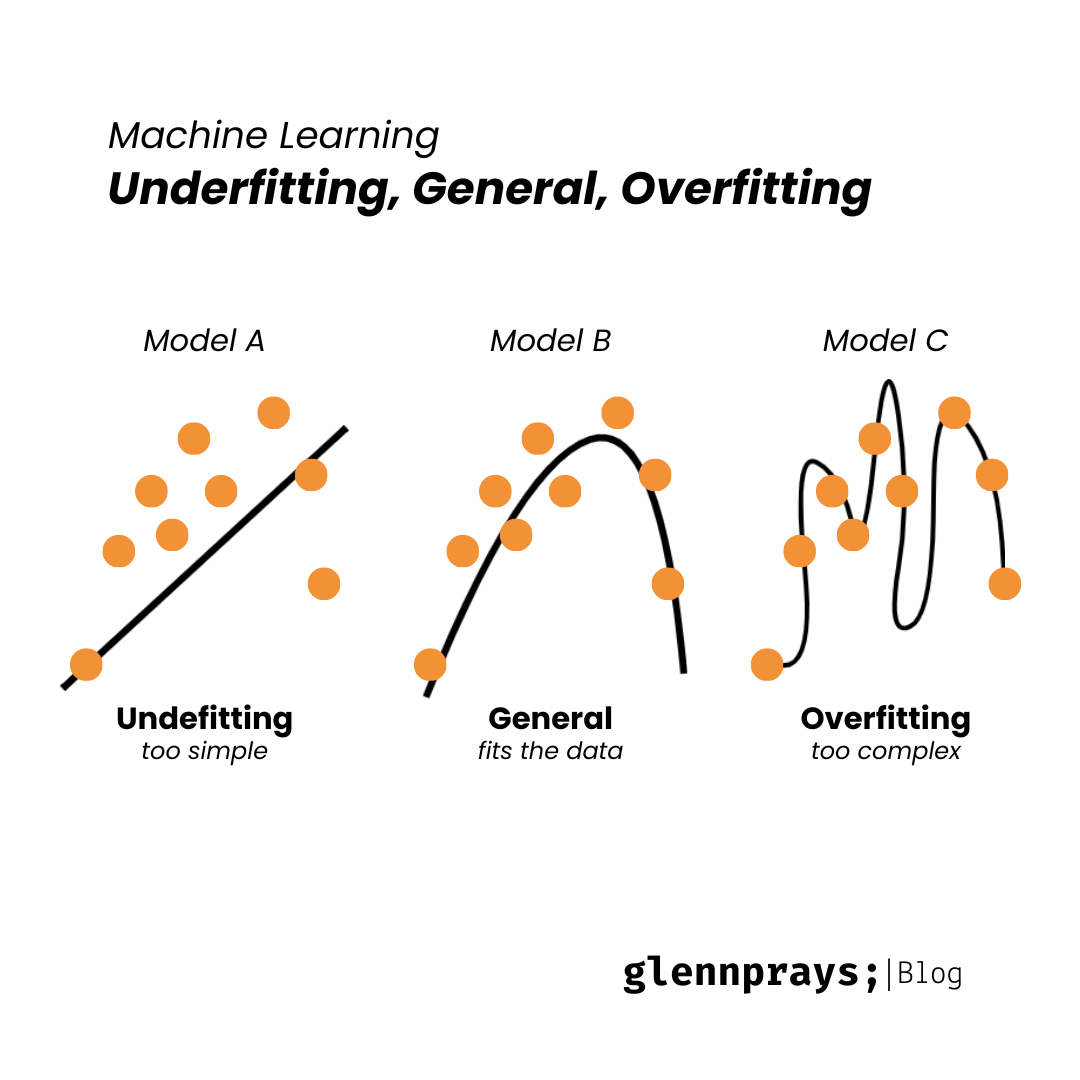 Machine Learning
Underfitting, General, Overfitting
Model A
Model B
Model C
Undefitting
too simple
General
fits the data
Overfitting
too complex
glennprays;|Blog